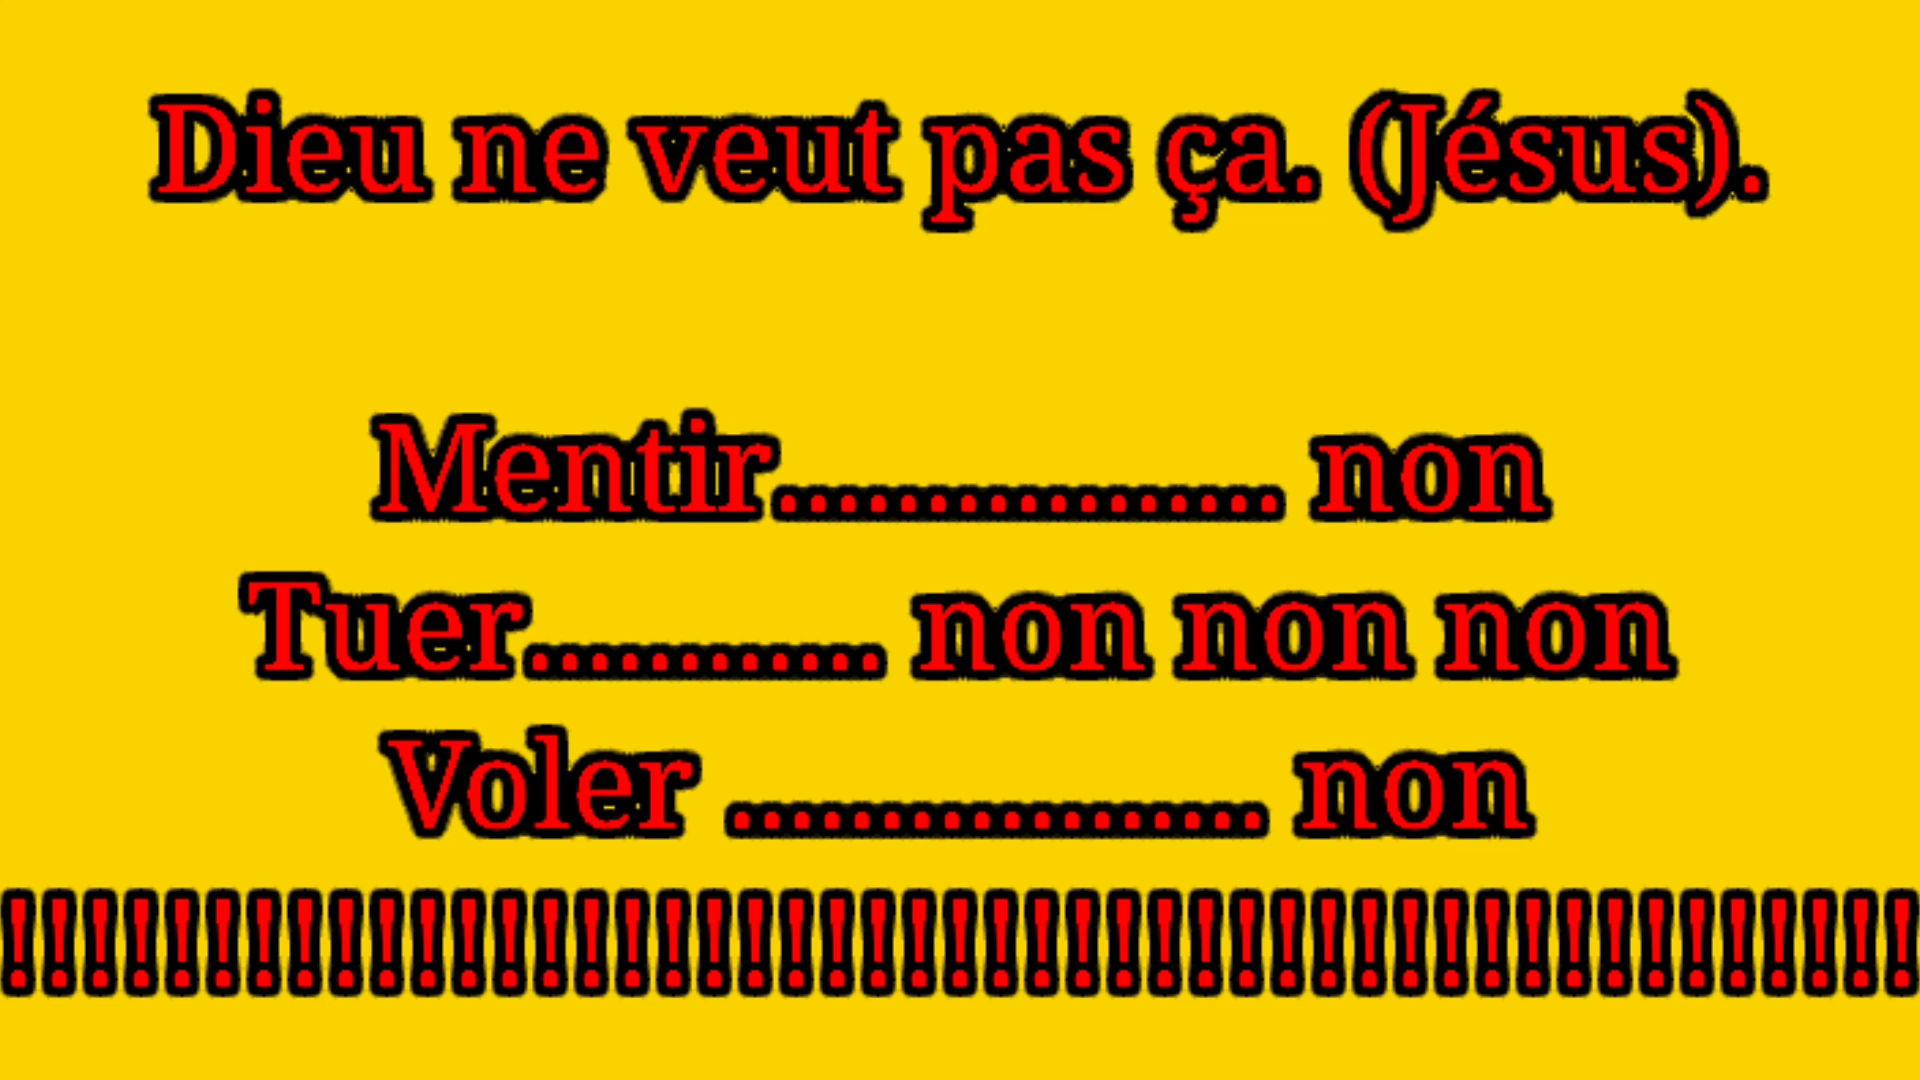 Dieu ne veut pas ça. (Jésus).
Mentir................. non
Tuer............ non non non
Voler .................. non
!!!!!!!!!!!!!!!!!!!!!!!!!!!!!!!!!!!!!!!!!!!!!!!